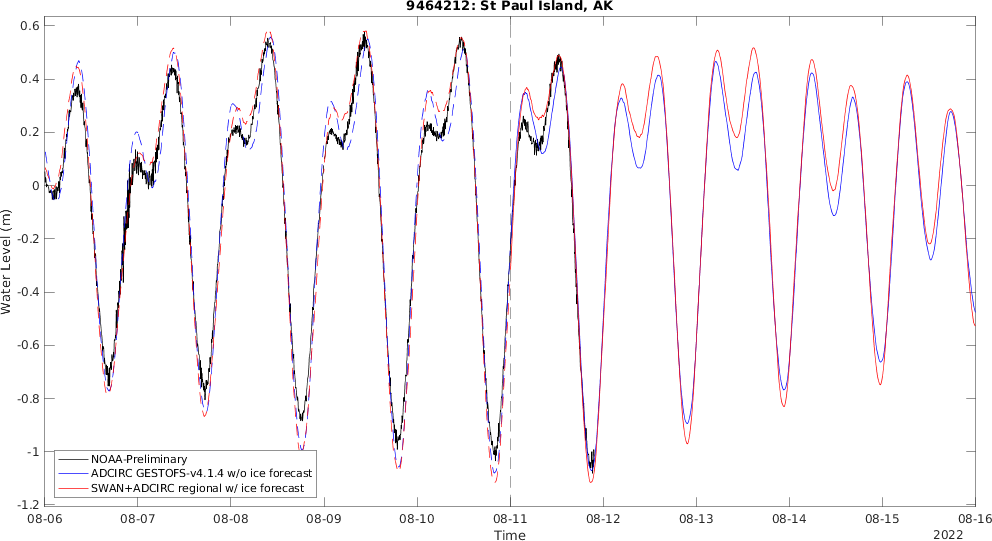 9464212: St Paul Island, AK
0.6
0.4
0.2
0
-0.2
-0.4
-0.6
-0.8
-1
-1.2
Water Level (m)
NOAA-Preliminary
ADCIRC GESTOFS-v4.1.4 w/o ice forecast
SWAN+ADCIRC regional w/ ice forecast
08-06 08-07 08-08 08-09 08-10 08-11 08-12 08-13 08-14 08-15 08-16
Time
2022